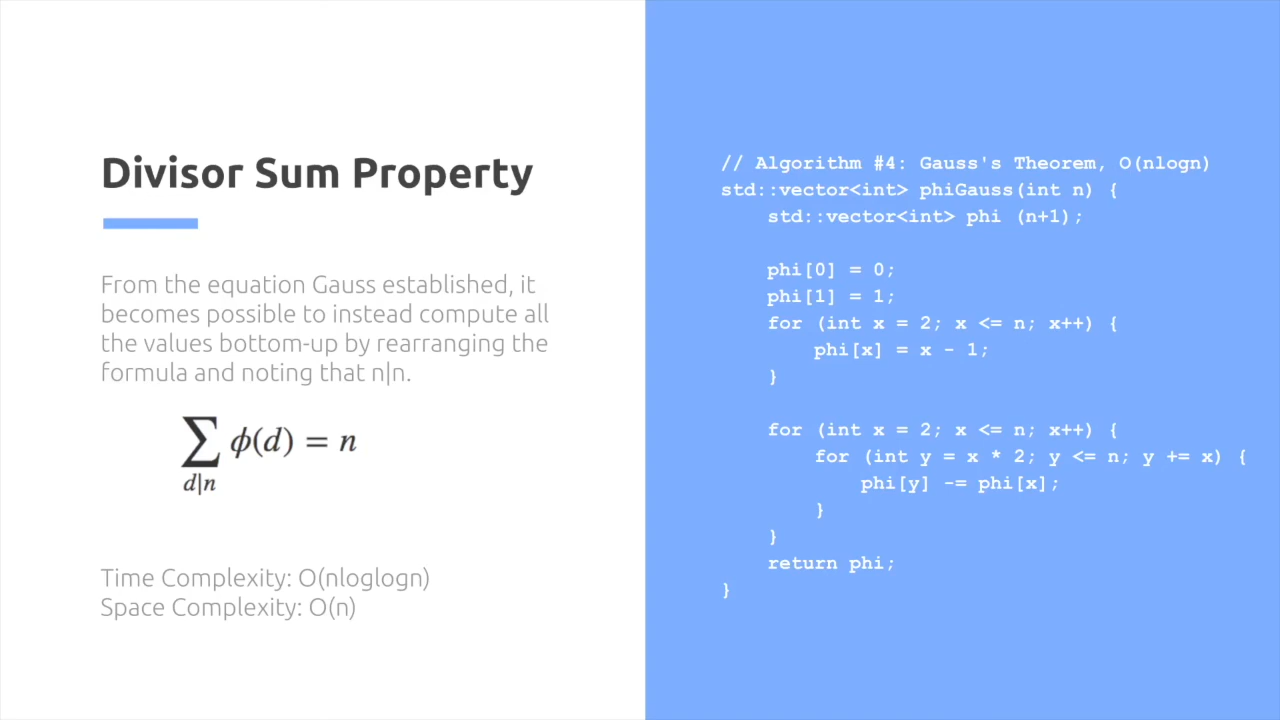 Divisor Sum Property
From the equation Gauss established, it
becomes possible to instead compute all
the values bottom-up by rearranging the
formula and noting that n|n.
∑ ϕ(d) = n
d|n
Time Complexity: O(nloglogn)
Space Complexity: O(n)
// Algorithm #4: Gauss's Theorem, O(nlogn)
std::vector<int> phiGauss(int n) {
    std::vector<int> phi (n+1);
    phi[0] = 0;
    phi[1] = 1;
    for (int x = 2; x <= n; x++) {
        phi[x] = x - 1;
    }
    for (int x = 2; x <= n; x++) {
        for (int y = x * 2; y <= n; y += x) {
            phi[y] -= phi[x];
        }
    }
    return phi;
}